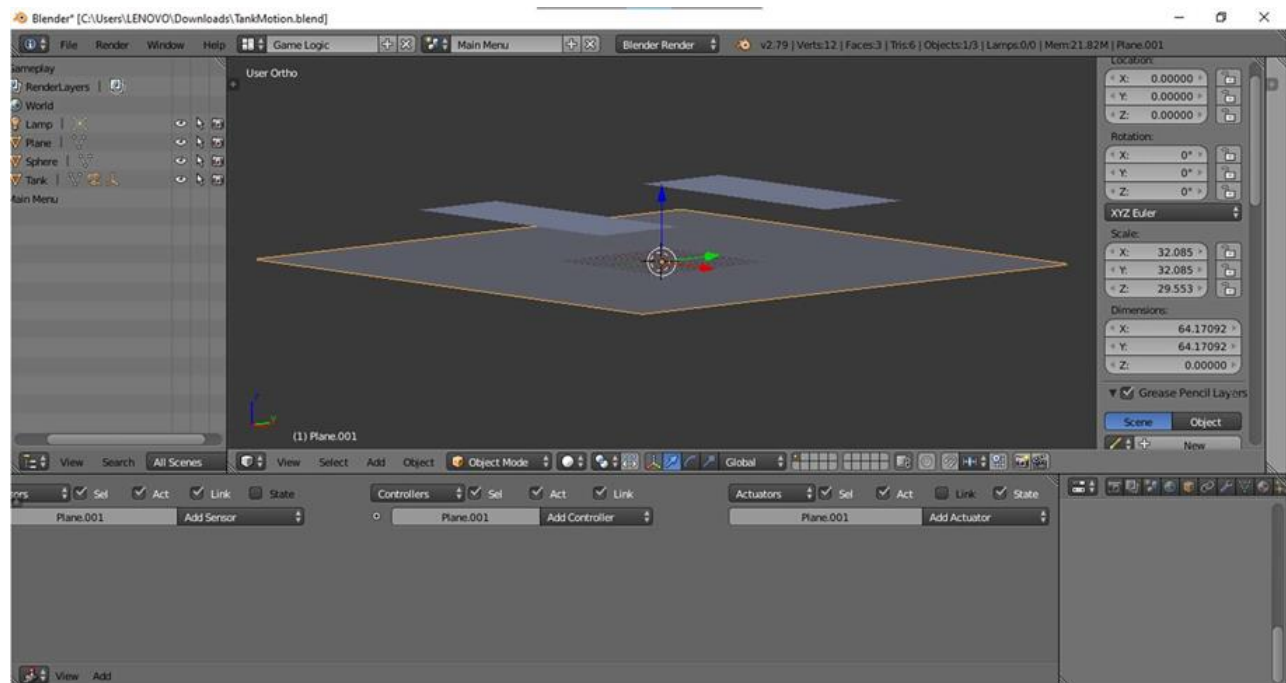 Blender* [C:\Users\LENOVO\Downloads\TankMotion.blend]
File Render Window Help Game Logic Main Menu Blender Render v2.79 | Verts:12 | Faces:3 | Tris:6 | Objects:1/3 | Lamps:0/0 | Mem:21.82M | Plane.001
Gameplay
RenderLayers |
World
Lamp |
Plane |
Sphere |
Tank |
Main Menu
View Search All Scenes
User Ortho
(1) Plane.001
View Select Add Object Object Mode Global
Location:
X: 0.00000
Y: 0.00000
Z: 0.00000
Rotation:
X: 0°
Y: 0°
Z: 0°
XYZ Euler
Scale:
X: 32.085
Y: 32.085
Z: 29.553
Dimensions:
X: 64.17092
Y: 64.17092
Z: 0.00000
Grease Pencil Layers
Scene Object
New
ors Sel Act Link State
Plane.001 Add Sensor
Controllers Sel Act Link
Plane.001 Add Controller
Actuators Sel Act Link State
Plane.001 Add Actuator
View Add